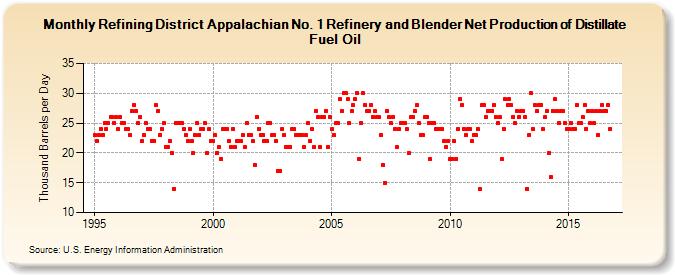 Monthly Refining District Appalachian No. 1 Refinery and Blender Net Production of Distillate
Fuel Oil
Thousand Barrels per Day
35
30
25
20
15
10
1995
2000
2005
2010
2015
Source: U.S. Energy Information Administration